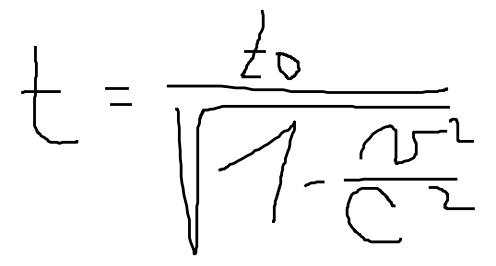 t = t₀ / √(1 - v²/c²)